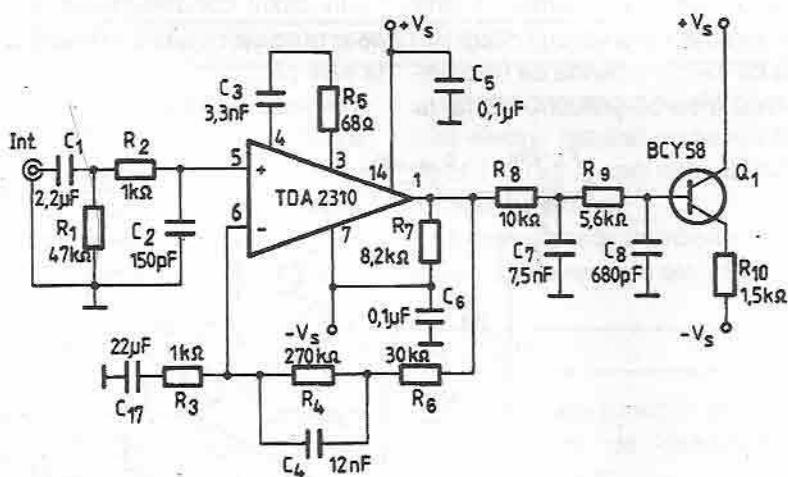 +Vs
+Vs
C3
3,3nF
R5
68Ω
C5
0,1µF
4
3
14
Int
C1
2,2µF
R2
1kΩ
R1
47kΩ
C2
150pF
5
+
6
-
TDA 2310
7
1
R7
8,2kΩ
R8
10kΩ
R9
5,6kΩ
BCY58
Q1
C7
7,5nF
C8
680pF
R10
1,5kΩ
-Vs
-Vs
0,1µF
C6
22µF
C17
1kΩ
R3
270kΩ
R4
30kΩ
R6
C4
12nF